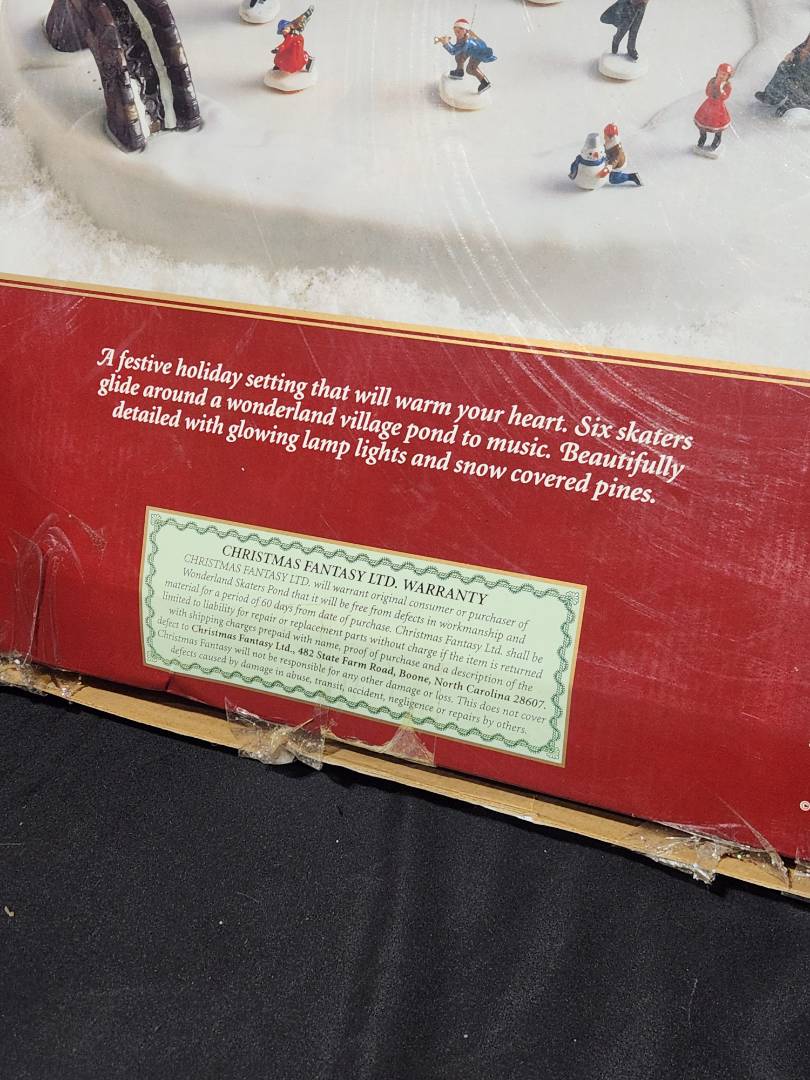 A festive holiday setting that will warm your heart. Six skaters
glide around a wonderland village pond to music. Beautifully
detailed with glowing lamp lights and snow covered pines.
CHRISTMAS FANTASY LTD. WARRANTY
CHRISTMAS FANTASY LTD. will warrant original consumer or purchaser of
Wonderland Skaters Pond that it will be free from defects in workmanship and
material for a period of 60 days from date of purchase. Christmas Fantasy Ltd. shall be
limited to liability for repair or replacement parts without charge if the item is returned
with shipping charges prepaid with name, proof of purchase and a description of the
defect to Christmas Fantasy Ltd., 482 State Farm Road, Boone, North Carolina 28607.
Christmas Fantasy will not be responsible for any other damage or loss. This does not cover
defects caused by damage in abuse, transit, accident, negligence or repairs by others.
©